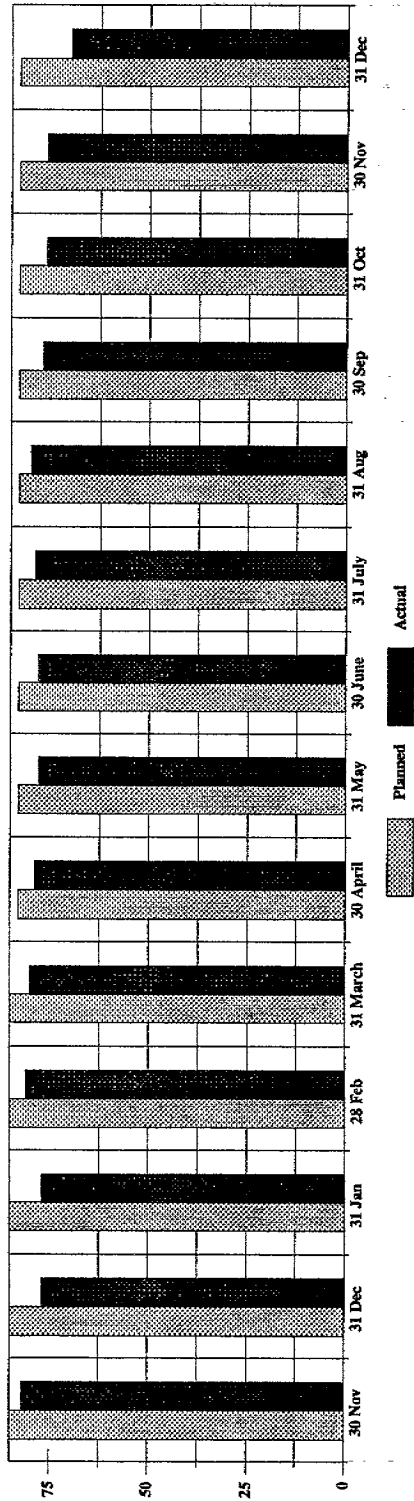 75
50
25
0
30 Nov
31 Dec
31 Jan
28 Feb
31 March
30 April
31 May
30 June
31 July
31 Aug
30 Sep
31 Oct
30 Nov
31 Dec
Planned
Actual